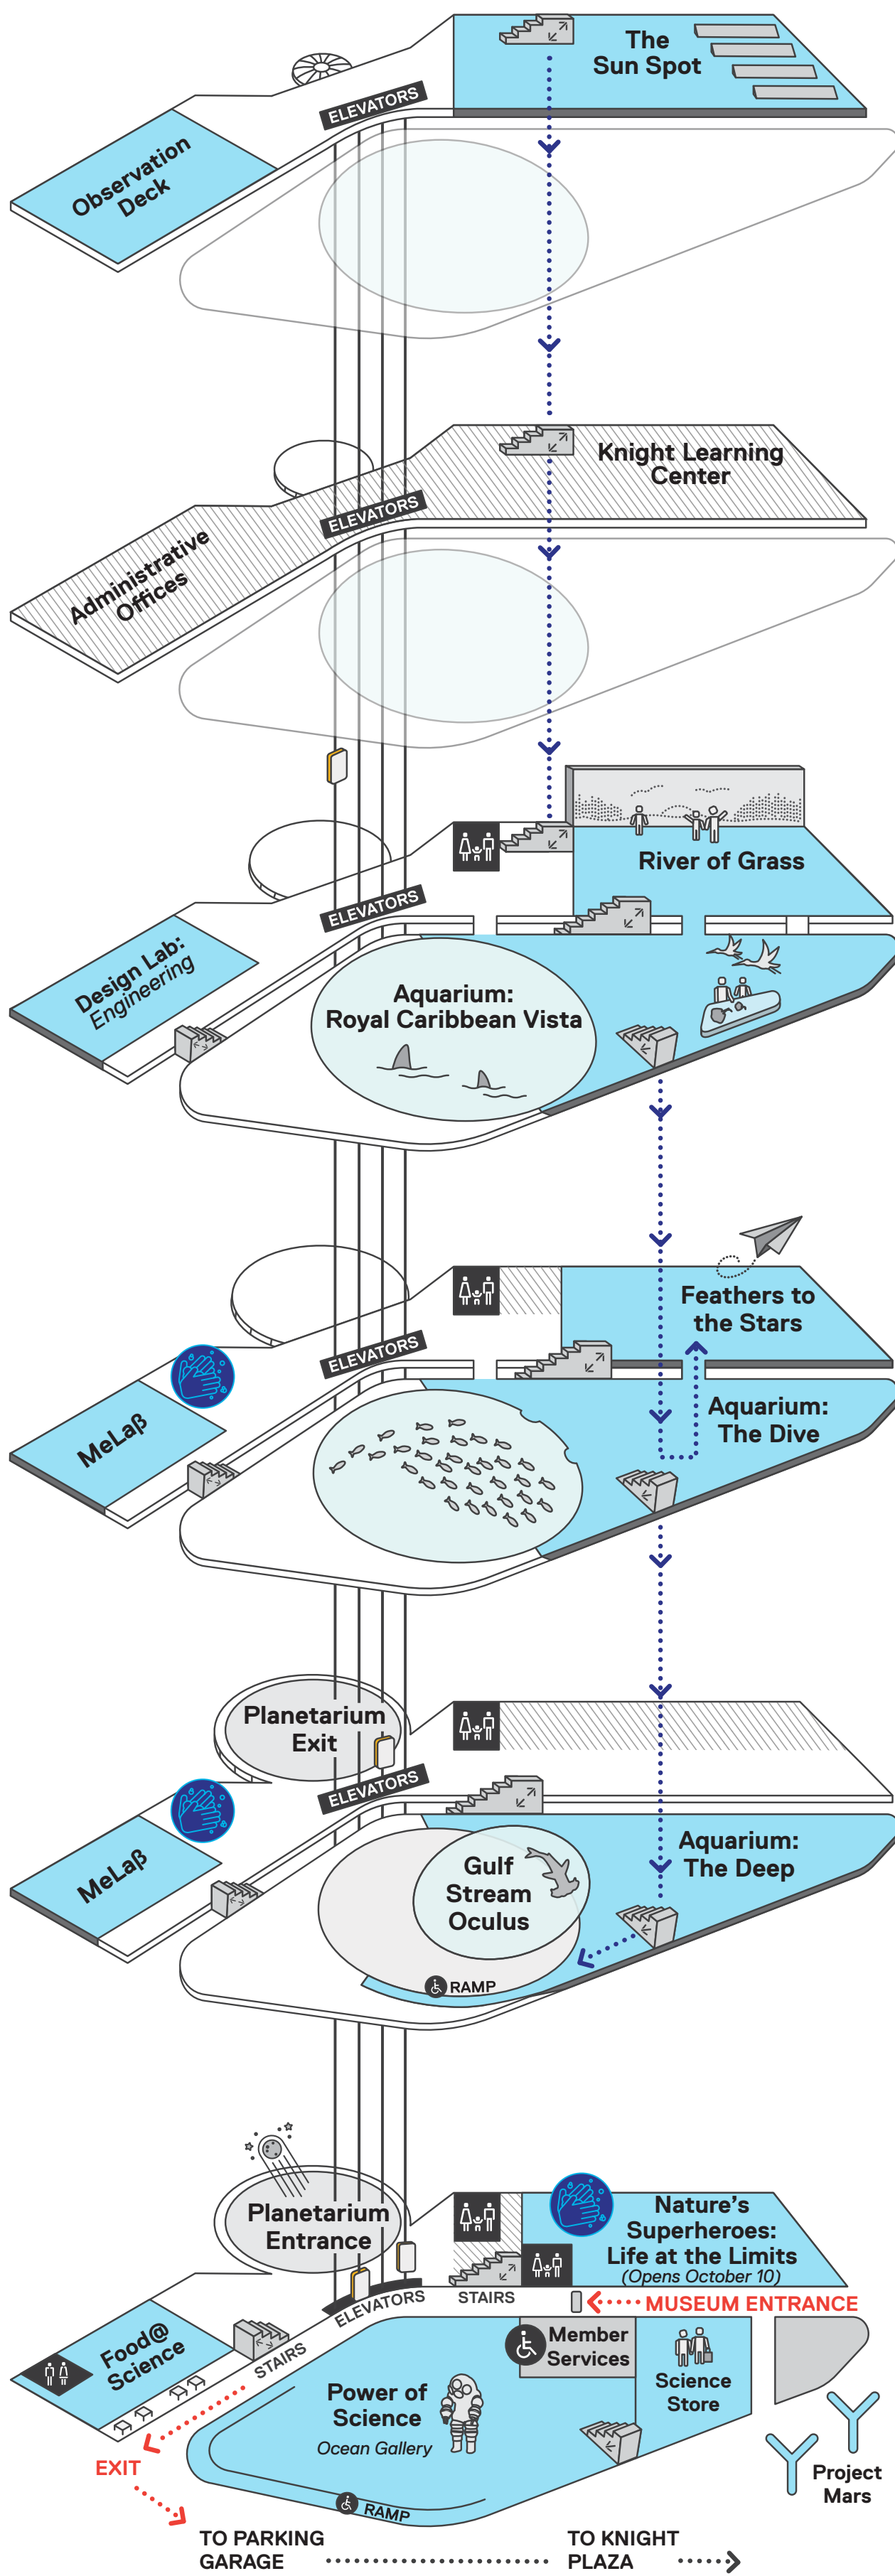 The
Sun Spot
ELEVATORS
Observation
Deck
Knight Learning
Center
ELEVATORS
Administrative
Offices
River of Grass
ELEVATORS
Design Lab:
Engineering
Aquarium:
Royal Caribbean Vista
Feathers to
the Stars
ELEVATORS
MeLaβ
Aquarium:
The Dive
Planetarium
Exit
ELEVATORS
MeLaβ
Gulf
Stream
Oculus
Aquarium:
The Deep
RAMP
Planetarium
Entrance
Nature's
Superheroes:
Life at the Limits
(Opens October 10)
ELEVATORS
STAIRS
MUSEUM ENTRANCE
Food@
Science
STAIRS
Member
Services
Science
Store
Power of
Science
Ocean Gallery
EXIT
RAMP
Project
Mars
TO PARKING
GARAGE
TO KNIGHT
PLAZA